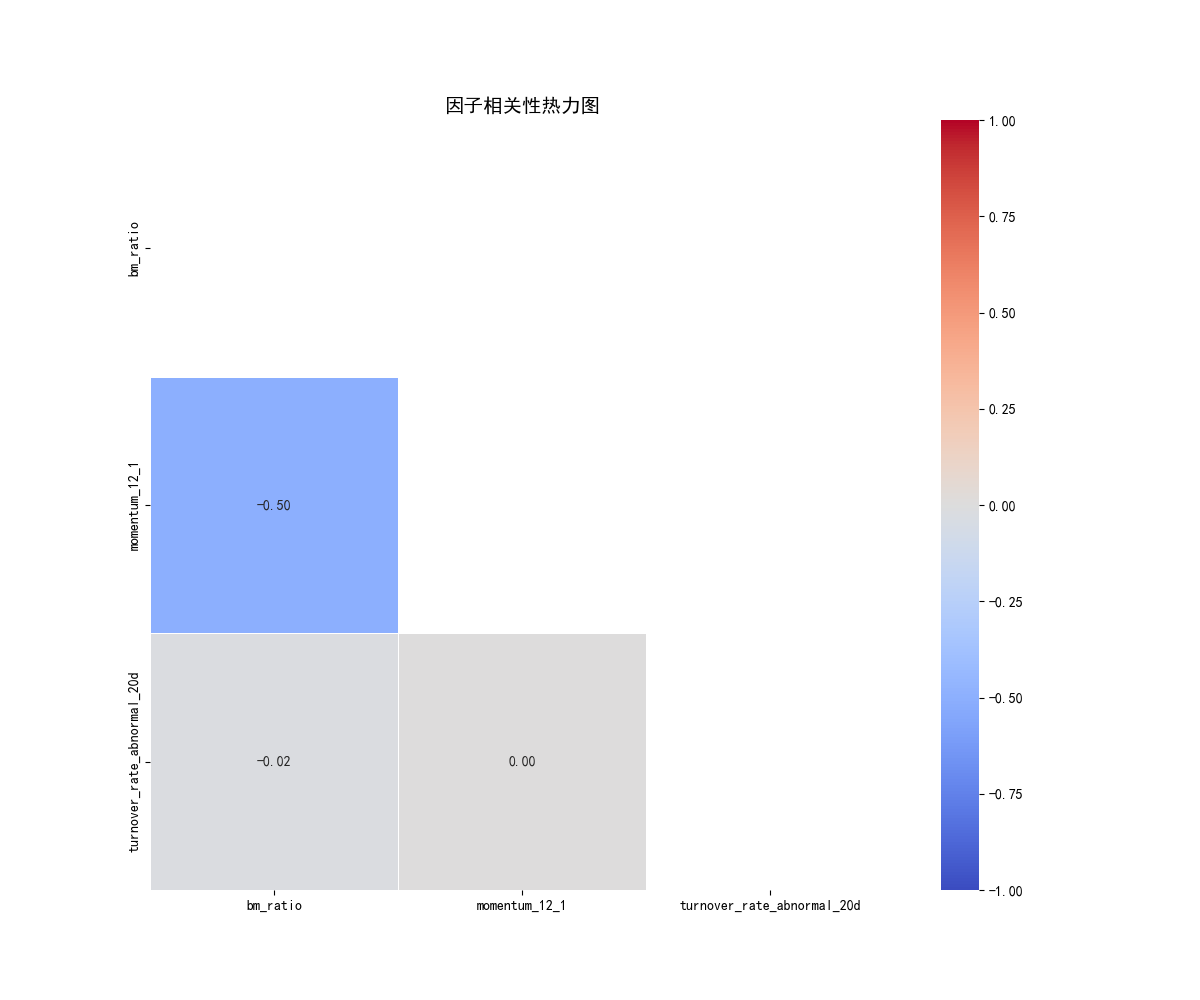 因子相关性热力图
bm_ratio
momentum_12_1
turnover_rate_abnormal_20d
-0.50
-0.02
0.00
bm_ratio
momentum_12_1
turnover_rate_abnormal_20d
1.00
0.75
0.50
0.25
0.00
-0.25
-0.50
-0.75
-1.00